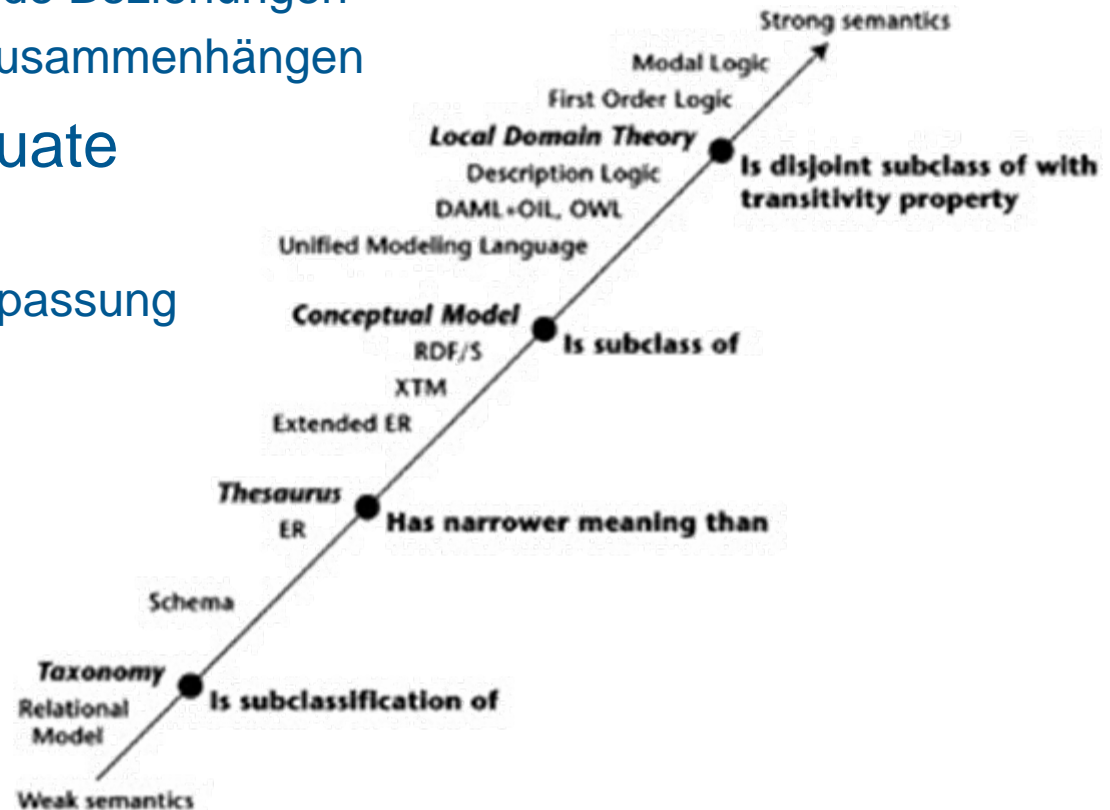 de Beziehungen
usammenhängen
uate
passung
Strong semantics
Modal Logic
First Order Logic
Local Domain Theory
Is disjoint subclass of with
transitivity property
Description Logic
DAML+OIL, OWL
Unified Modeling Language
Conceptual Model
Is subclass of
RDF/S
XTM
Extended ER
Thesaurus
Has narrower meaning than
ER
Schema
Taxonomy
Is subclassification of
Relational
Model
Weak semantics